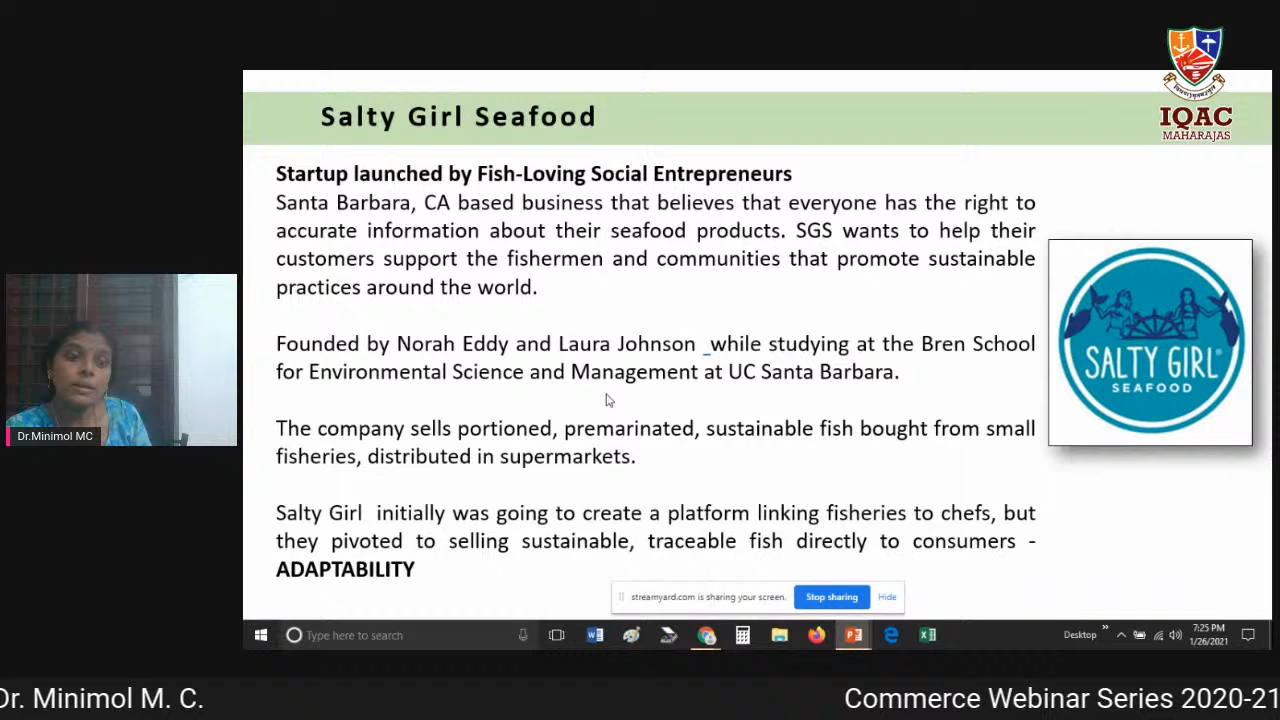 IQAC
MAHARAJAS
Salty Girl Seafood
Startup launched by Fish-Loving Social Entrepreneurs
Santa Barbara, CA based business that believes that everyone has the right to
accurate information about their seafood products. SGS wants to help their
customers support the fishermen and communities that promote sustainable
practices around the world.
Founded by Norah Eddy and Laura Johnson _while studying at the Bren School
for Environmental Science and Management at UC Santa Barbara.
The company sells portioned, premarinated, sustainable fish bought from small
fisheries, distributed in supermarkets.
Salty Girl initially was going to create a platform linking fisheries to chefs, but
they pivoted to selling sustainable, traceable fish directly to consumers -
ADAPTABILITY
SALTY GIRL®
SEAFOOD
Dr.Minimol MC
streamyard.com is sharing your screen.
Stop sharing
Hide
Type here to search
Desktop
7:25 PM
1/26/2021
Dr. Minimol M. C.
Commerce Webinar Series 2020-21